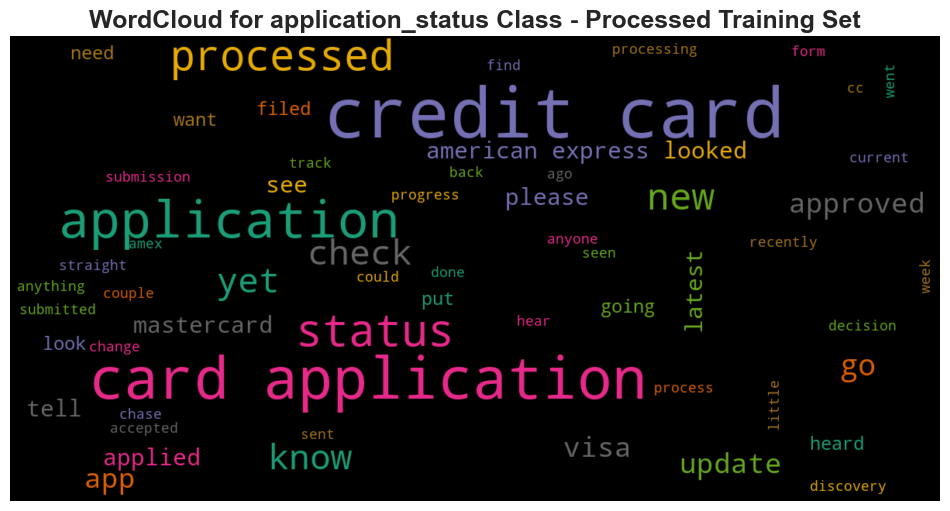 WordCloud for application_status Class - Processed Training Set
need
processed
processing
form
find
went
cc
credit card
filed
want
american express
looked
track
back
ago
current
submission
see
progress
please
new
approved
application
amex
check
anyone
seen
recently
straight
yet
could
done
latest
week
anything
couple
put
going
submitted
mastercard
status
hear
decision
look
change
card application
go
process
little
tell
chase
accepted
sent
heard
applied
know
visa
update
app
discovery